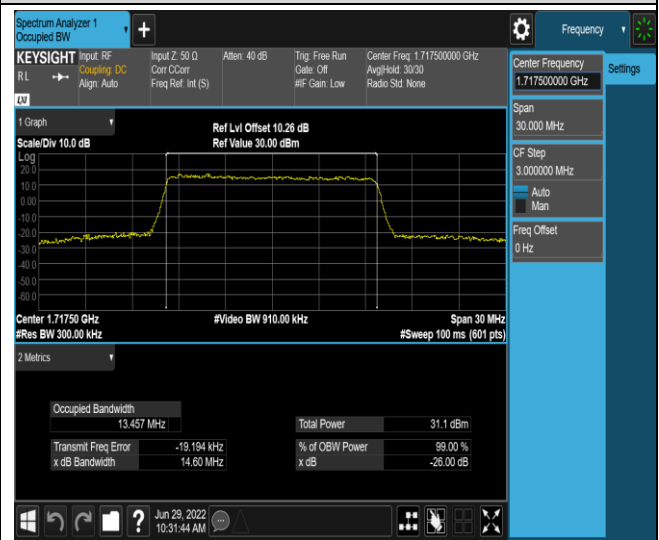 Spectrum Analyzer 1
Occupied BW
+
Frequency
KEYSIGHT Input: RF Input Z: 50 Ω Atten: 40 dB Trig: Free Run Center Freq: 1.717500000 GHz
R L Coupling: DC Corr CCorr Gate: Off Avg|Hold: 30/30
Align: Auto Freq Ref: Int (S) #IF Gain: Low Radio Std: None
LNI
Center Frequency
1.717500000 GHz
Settings
Span
30.000 MHz
CF Step
3.000000 MHz
Auto
Man
Freq Offset
0 Hz
1 Graph
Ref Lvl Offset 10.26 dB
Scale/Div 10.0 dB Ref Value 30.00 dBm
Log
20.0
10.0
0.00
-10.0
-20.0
-30.0
-40.0
-50.0
-60.0
Center 1.71750 GHz #Video BW 910.00 kHz Span 30 MHz
#Res BW 300.00 kHz #Sweep 100 ms (601 pts)
2 Metrics
Occupied Bandwidth
13.457 MHz Total Power 31.1 dBm
Transmit Freq Error -19.194 kHz % of OBW Power 99.00 %
x dB Bandwidth 14.60 MHz x dB -26.00 dB
? Jun 29, 2022
10:31:44 AM